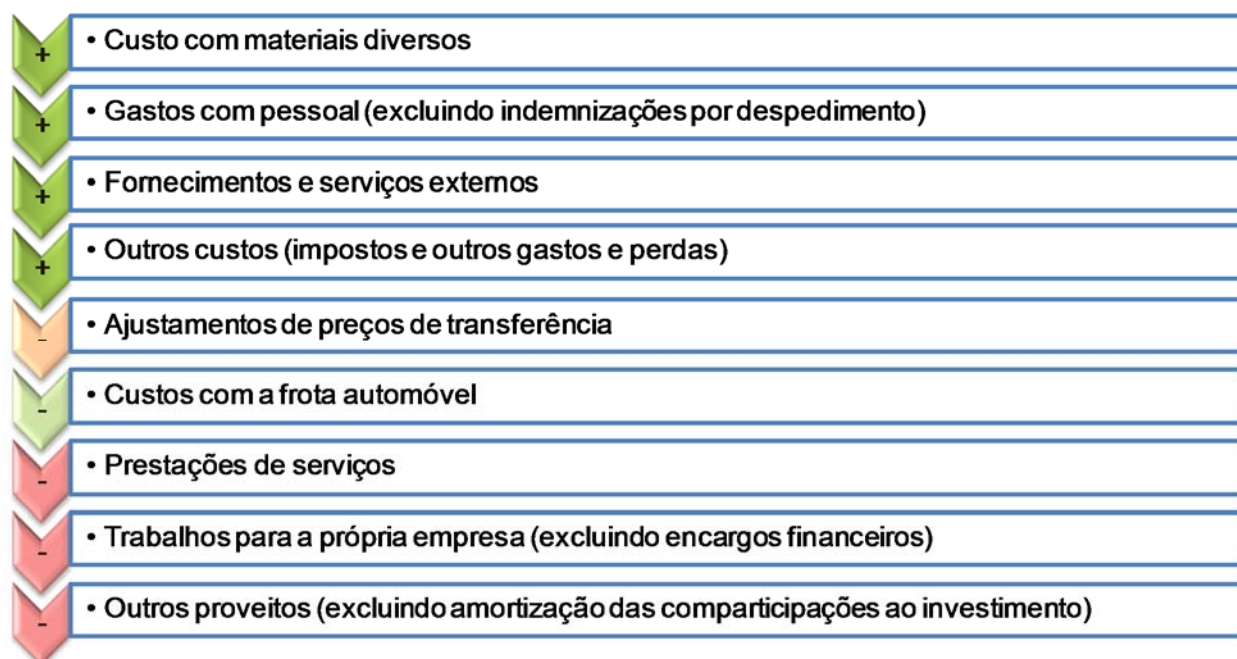 + • Custo com materiais diversos
+ • Gastos com pessoal (excluindo indemnizações por despedimento)
+ • Fornecimentos e serviços externos
+ • Outros custos (impostos e outros gastos e perdas)
- • Ajustamentos de preços de transferência
- • Custos com a frota automóvel
- • Prestações de serviços
- • Trabalhos para a própria empresa (excluindo encargos financeiros)
- • Outros proveitos (excluindo amortização das comparticipações ao investimento)